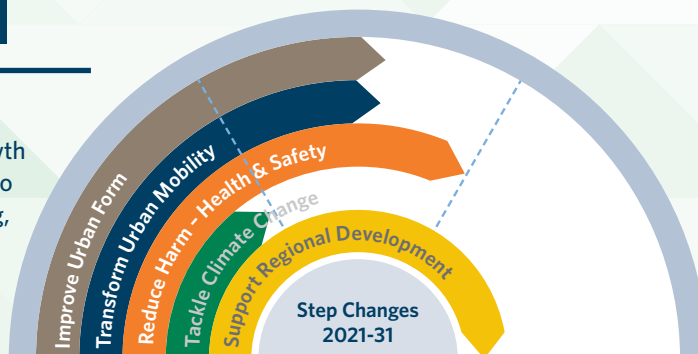 Improve Urban Form
Transform Urban Mobility
Reduce Harm – Health & Safety
Tackle Climate Change
Support Regional Development
Step Changes
2021-31